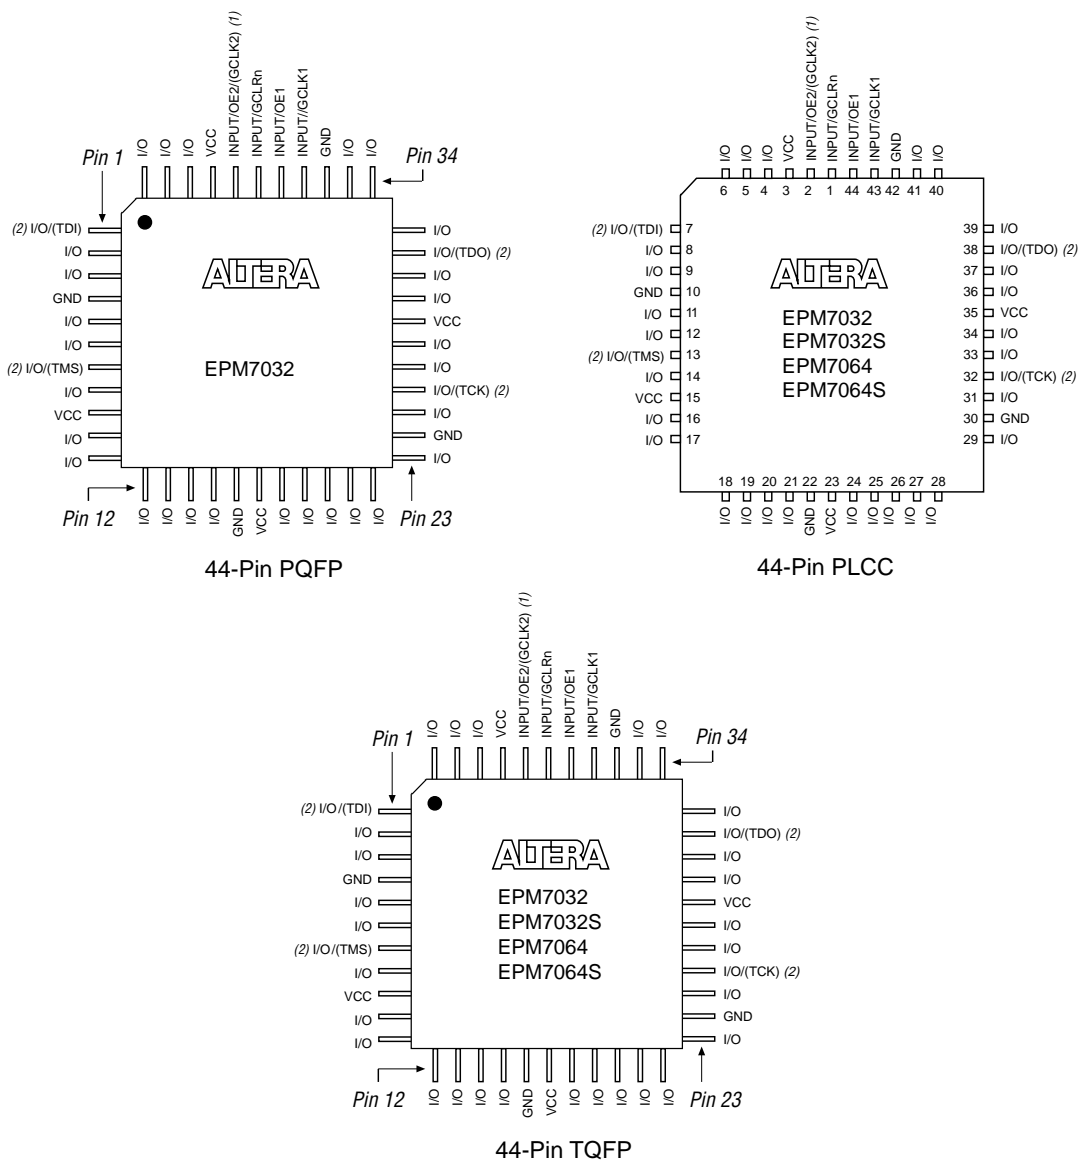 I/O
I/O
I/O
VCC
INPUT/OE2/(GCLK2) (1)
INPUT/GCLRn
INPUT/OE1
INPUT//GCLK1
GND
I/O
I/O
Pin 1
Pin 34
(2) I/O/(TDI)
I/O
I/O
GND
I/O
I/O
(2) I/O/(TMS)
I/O
VCC
I/O
I/O
ALTERA
EPM7032
I/O
I/O/(TDO) (2)
I/O
I/O
VCC
I/O
I/O
I/O/(TCK) (2)
I/O
GND
I/O
Pin 12
Pin 23
I/O
I/O
I/O
I/O
GND
VCC
I/O
I/O
I/O
I/O
I/O
44-Pin PQFP
I/O
I/O
I/O
VCC
INPUT/OE2/(GCLK2) (1)
INPUT/GCLRn
INPUT/OE1
INPUT/GCLK1
GND
I/O
I/O
6 5 4 3 2 1 44 43 42 41 40
(2) I/O/(TDI) 7
I/O 8
I/O 9
GND 10
I/O 11
I/O 12
(2) I/O/(TMS) 13
I/O 14
VCC 15
I/O 16
I/O 17
ALTERA
EPM7032
EPM7032S
EPM7064
EPM7064S
39 I/O
38 I/O/(TDO) (2)
37 I/O
36 I/O
35 VCC
34 I/O
33 I/O
32 I/O/(TCK) (2)
31 I/O
30 GND
29 I/O
18 19 20 21 22 23 24 25 26 27 28
I/O
I/O
I/O
I/O
GND
VCC
I/O
I/O
I/O
I/O
I/O
44-Pin PLCC
I/O
I/O
I/O
VCC
INPUT/OE2/(GCLK2) (1)
INPUT/GCLRn
INPUT/OE1
INPUT/GCLK1
GND
I/O
I/O
Pin 1
Pin 34
(2) I/O/(TDI)
I/O
I/O
GND
I/O
I/O
(2) I/O/(TMS)
I/O
VCC
I/O
I/O
ALTERA
EPM7032
EPM7032S
EPM7064
EPM7064S
I/O
I/O/(TDO) (2)
I/O
I/O
VCC
I/O
I/O
I/O/(TCK) (2)
I/O
GND
I/O
Pin 12
Pin 23
I/O
I/O
I/O
I/O
GND
VCC
I/O
I/O
I/O
I/O
I/O
44-Pin TQFP